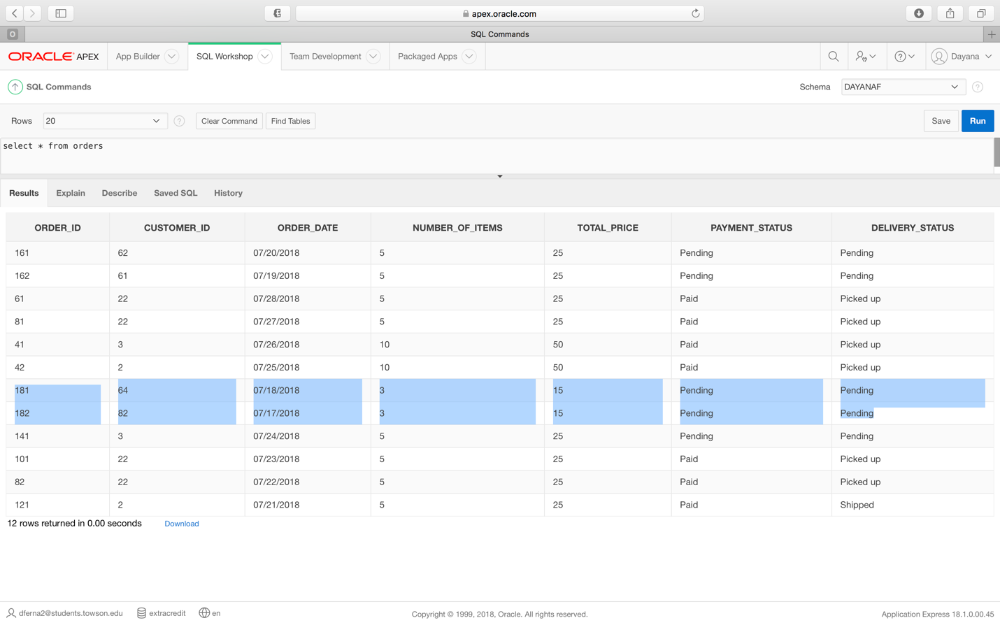 apex.oracle.com
O SQL Commands
ORACLE APEX App Builder SQL Workshop Team Development Packaged Apps Dayana
SQL Commands Schema DAYANAF ?
Rows 20 ? Clear Command Find Tables Save Run
select * from orders
Results Explain Describe Saved SQL History
ORDER_ID CUSTOMER_ID ORDER_DATE NUMBER_OF_ITEMS TOTAL_PRICE PAYMENT_STATUS DELIVERY_STATUS
161 62 07/20/2018 5 25 Pending Pending
162 61 07/19/2018 5 25 Pending Pending
61 22 07/28/2018 5 25 Paid Picked up
81 22 07/27/2018 5 25 Paid Picked up
41 3 07/26/2018 10 50 Paid Picked up
42 2 07/25/2018 10 50 Paid Picked up
181 64 07/18/2018 3 15 Pending Pending
182 82 07/17/2018 3 15 Pending Pending
141 3 07/24/2018 5 25 Pending Pending
101 22 07/23/2018 5 25 Paid Picked up
82 22 07/22/2018 5 25 Paid Picked up
121 2 07/21/2018 5 25 Paid Shipped
12 rows returned in 0.00 seconds Download
dferna2@students.towson.edu extracredit en Copyright © 1999, 2018, Oracle. All rights reserved. Application Express 18.1.0.00.45